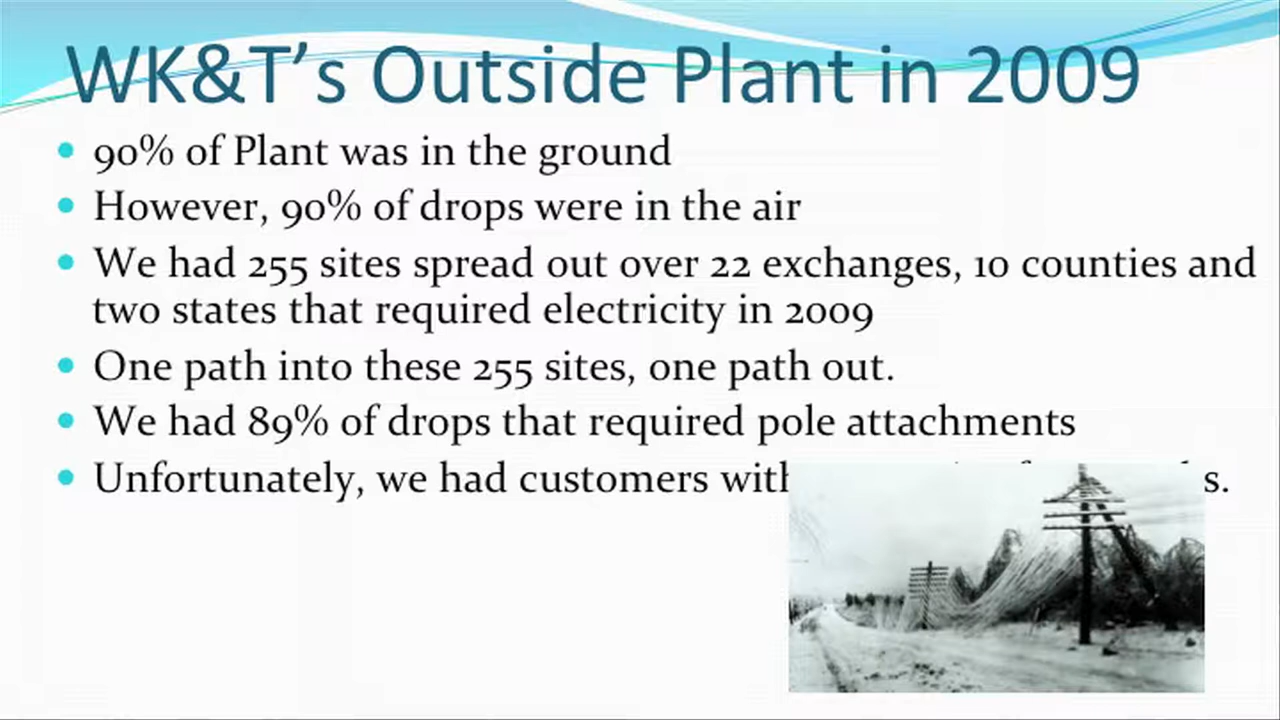 WK&T's Outside Plant in 2009
• 90% of Plant was in the ground
• However, 90% of drops were in the air
• We had 255 sites spread out over 22 exchanges, 10 counties and
two states that required electricity in 2009
• One path into these 255 sites, one path out.
• We had 89% of drops that required pole attachments
• Unfortunately, we had customers with